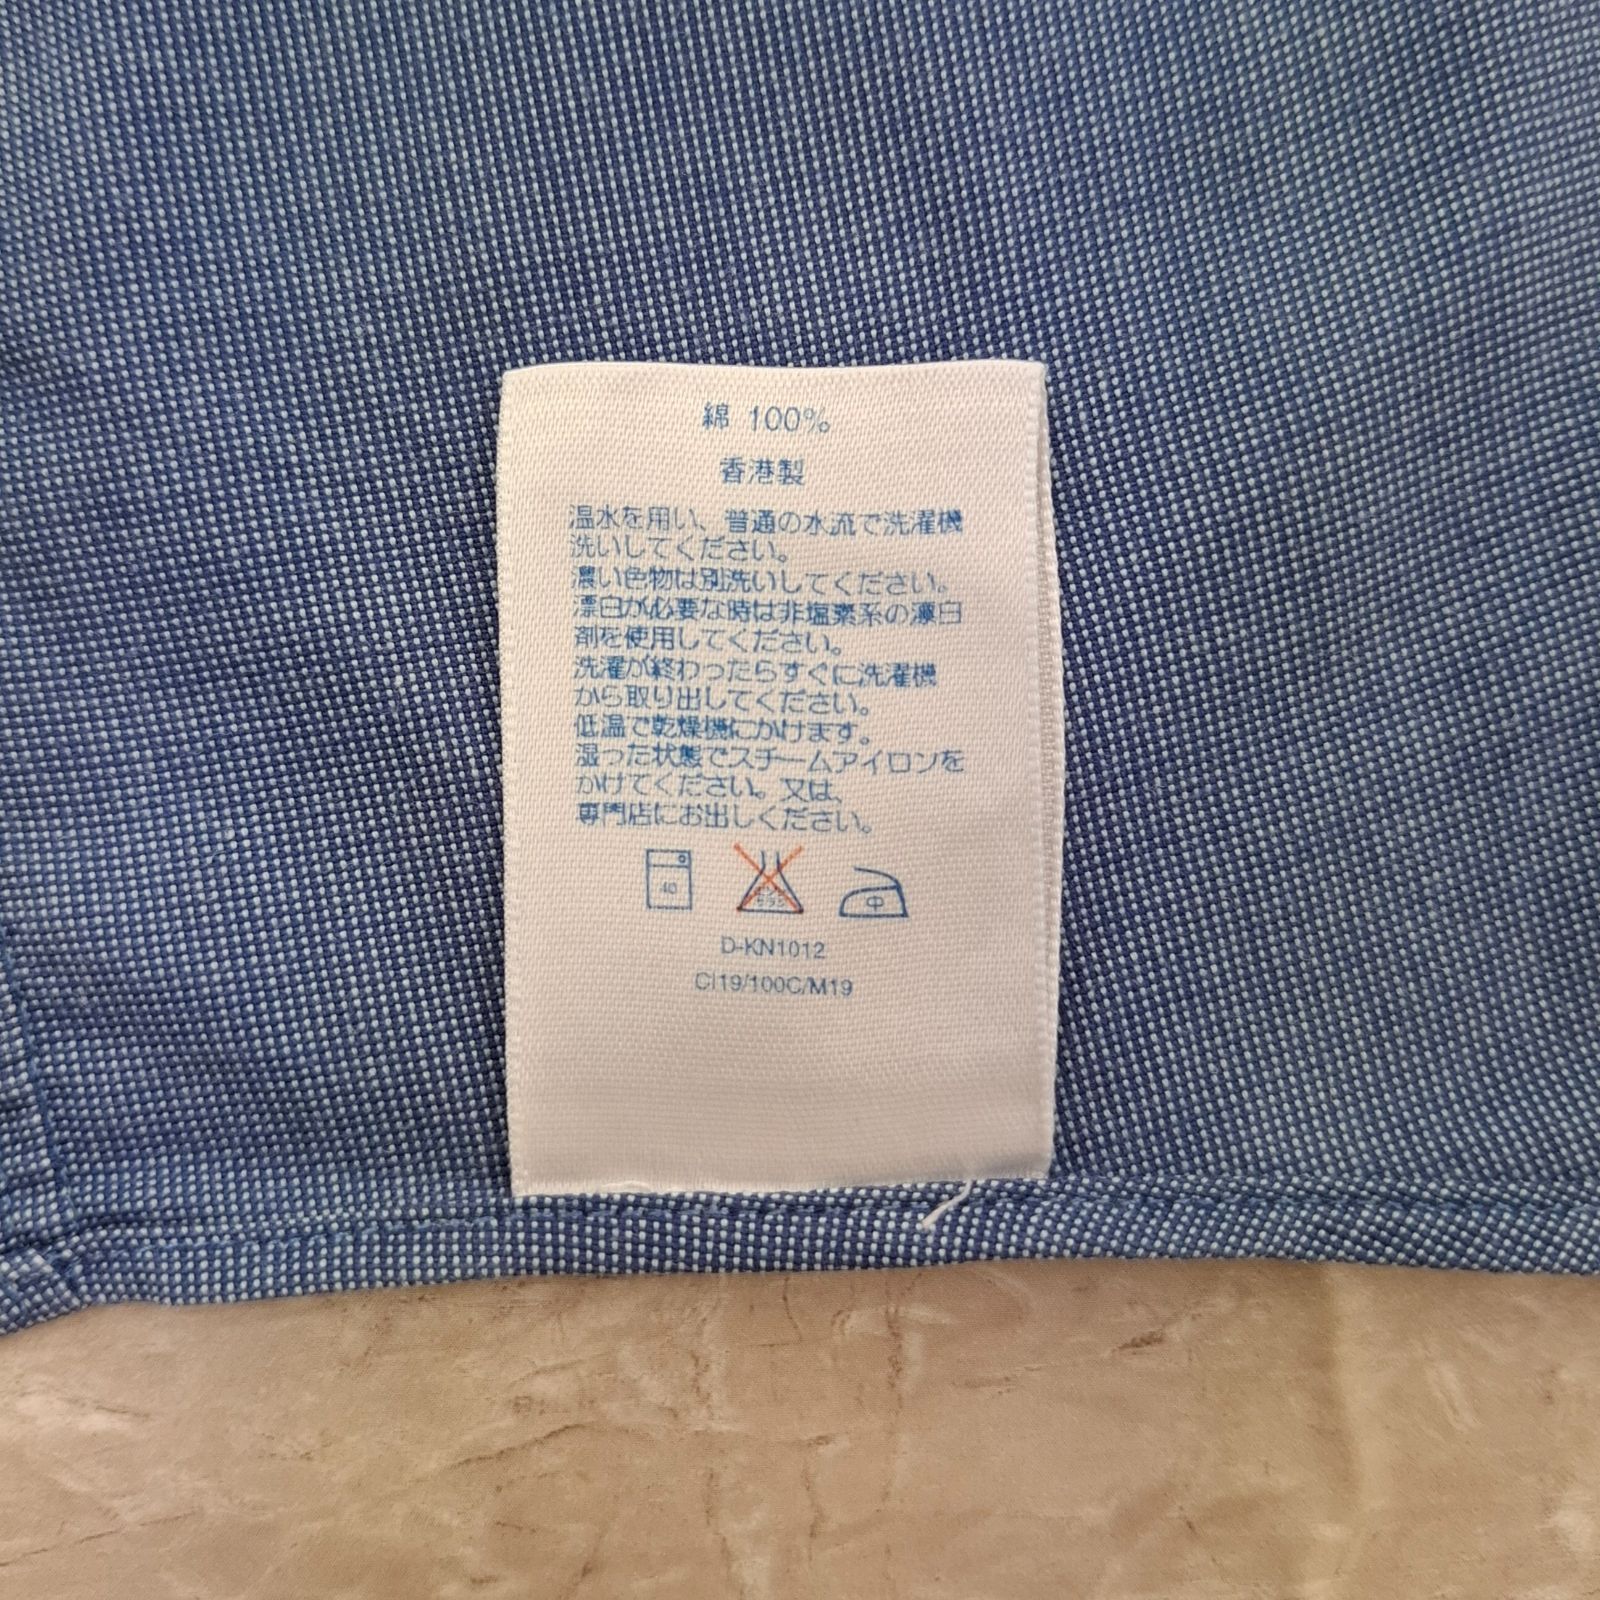 綿 100%
香港製
温水を用い、普通の水流で洗濯機
洗いしてください。
濃い色物は別洗いしてください。
漂白が必要な時は非塩素系の漂白
剤を使用してください。
洗濯が終わったらすぐに洗濯機
から取り出してください。
低温で乾燥機にかけます。
湿った状態でスチームアイロンを
かけてください。又は、
専門店にお出しください。
40
中
D-KN1012
CI19/100C/M19